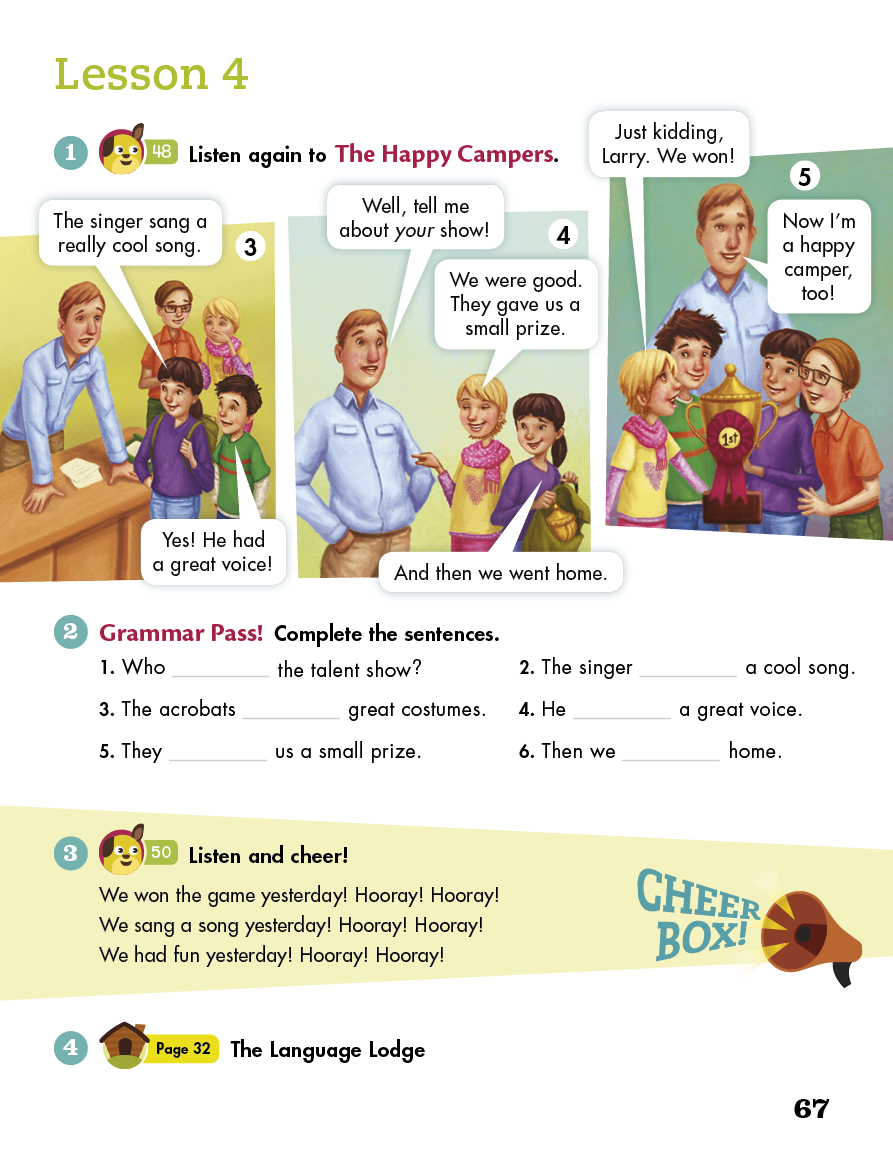 Lesson 4
1 48 Listen again to The Happy Campers.
The singer sang a
really cool song.
3
Yes! He had
a great voice!
Well, tell me
about your show!
4
We were good.
They gave us a
small prize.
And then we went home.
Just kidding,
Larry. We won!
5
Now I'm
a happy
camper,
too!
1st
2 Grammar Pass! Complete the sentences.
1. Who __________ the talent show?
2. The singer __________ a cool song.
3. The acrobats __________ great costumes.
4. He __________ a great voice.
5. They __________ us a small prize.
6. Then we __________ home.
3 50 Listen and cheer!
We won the game yesterday! Hooray! Hooray!
We sang a song yesterday! Hooray! Hooray!
We had fun yesterday! Hooray! Hooray!
CHEER
BOX!
4 Page 32 The Language Lodge
67